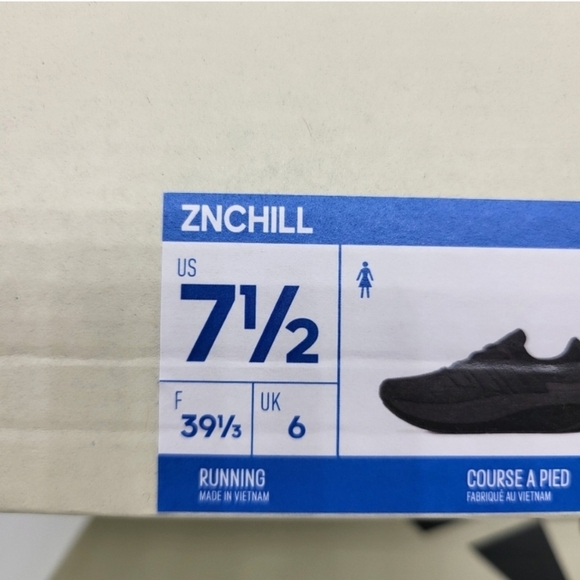 ZNCHILL
US
7½
F
39⅓
UK
6
RUNNING
MADE IN VIETNAM
COURSE A PIED
FABRIQUÉ AU VIETNAM